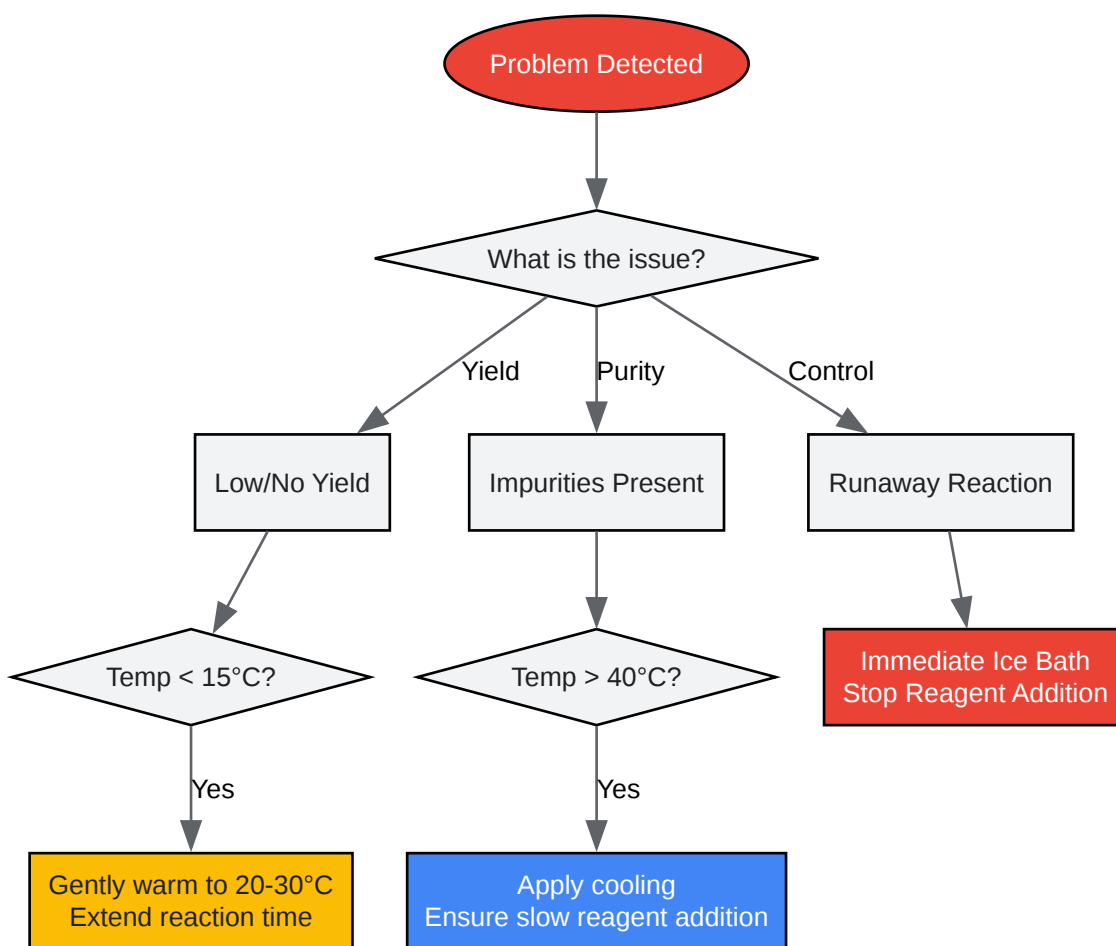 Problem Detected
What is the issue?
Yield
Purity
Control
Low/No Yield
Impurities Present
Runaway Reaction
Temp < 15°C?
Temp > 40°C?
Immediate Ice Bath
Stop Reagent Addition
Yes
Yes
Gently warm to 20-30°C
Extend reaction time
Apply cooling
Ensure slow reagent addition